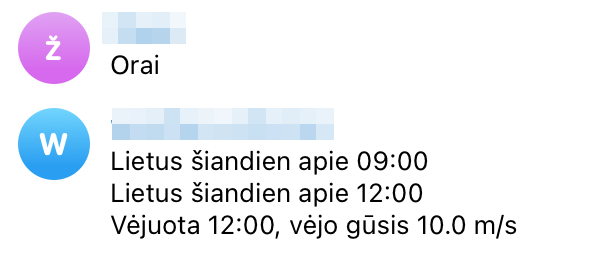 Ž
Orai
W
Lietus šiandien apie 09:00
Lietus šiandien apie 12:00
Vėjuota 12:00, vėjo gūsis 10.0 m/s